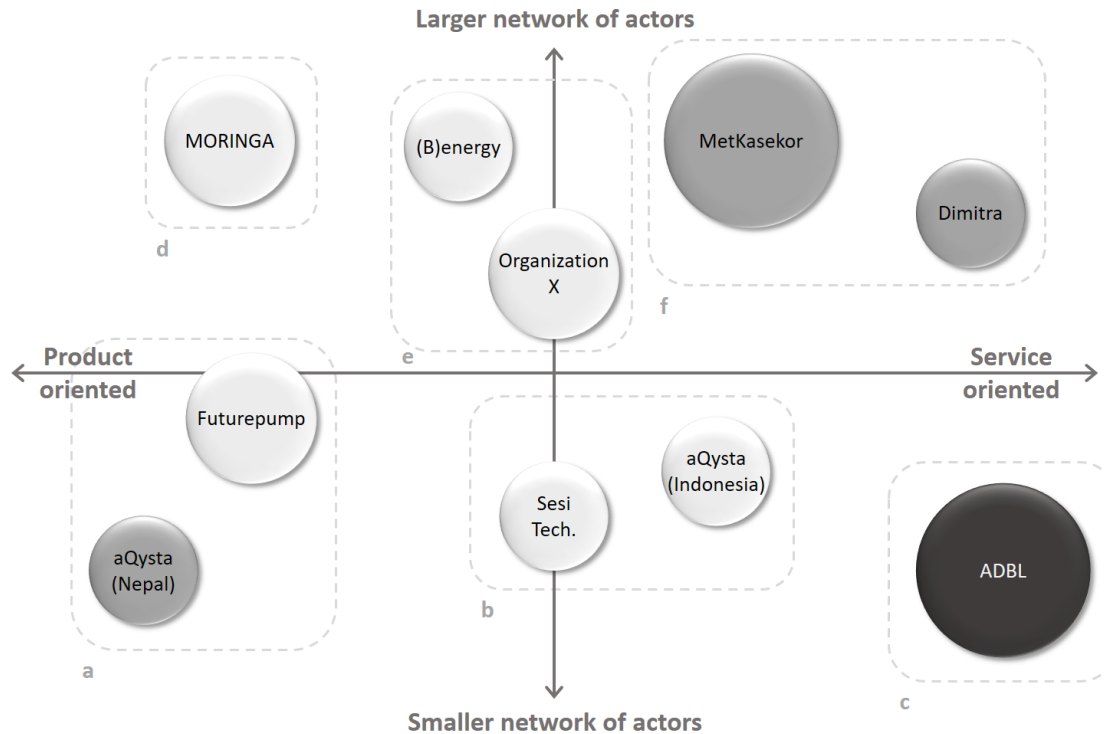 Larger network of actors
MORINGA
(B)energy
MetKasekor
Dimitra
Organization
X
d
f
e
Product
oriented
Service
oriented
Futurepump
aQysta
(Indonesia)
Sesi
Tech.
aQysta
(Nepal)
ADBL
b
a
c
Smaller network of actors